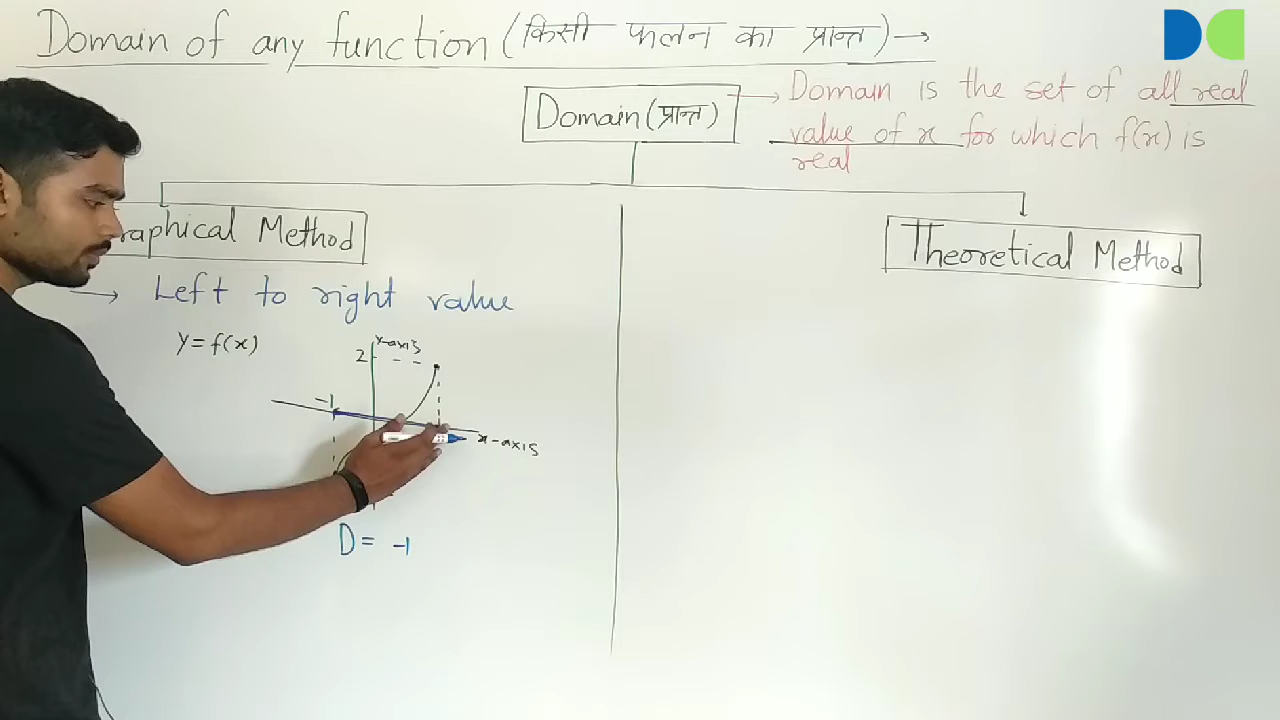 Domain of any function (किसी फलन का प्रान्त) →
Domain (प्रान्त)
→ Domain is the set of all real
value of x for which f(x) is
real
raphical Method
Theoretical Method
→ Left to right value
y = f(x)
2
-1
x-axis
D = -1